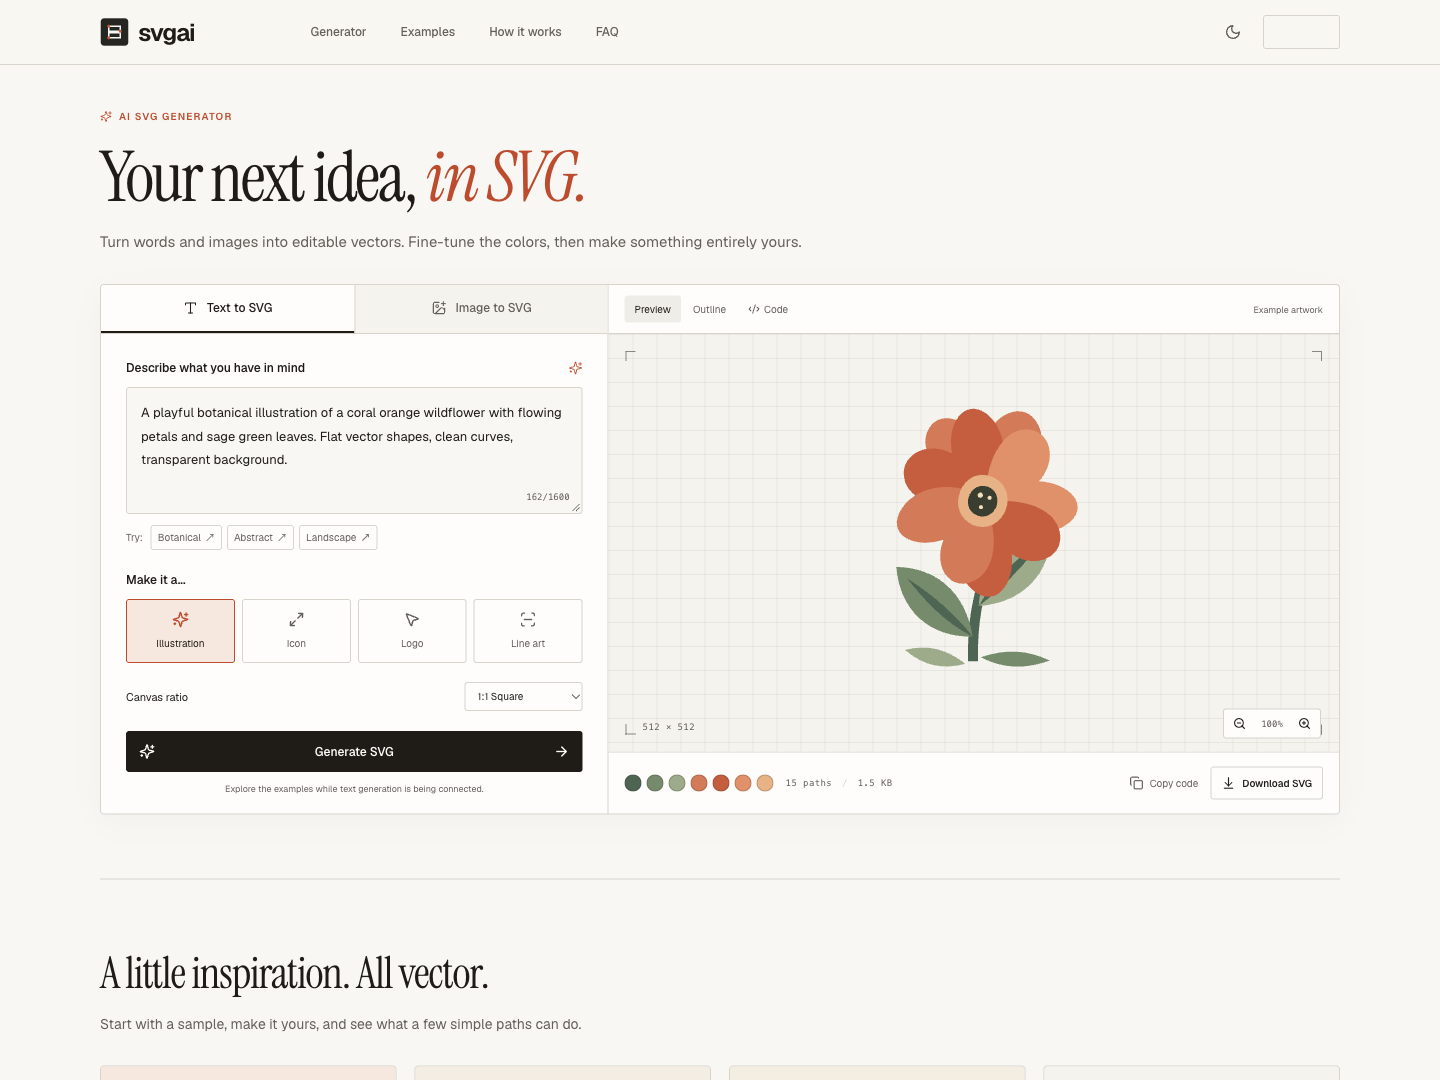 svgai
Generator
Examples
How it works
FAQ
AI SVG GENERATOR
Your next idea, in SVG.
Turn words and images into editable vectors. Fine-tune the colors, then make something entirely yours.
Text to SVG
Image to SVG
Describe what you have in mind
A playful botanical illustration of a coral orange wildflower with flowing
petals and sage green leaves. Flat vector shapes, clean curves,
transparent background.
162/1600
Try:
Botanical ↗
Abstract ↗
Landscape ↗
Make it a...
Illustration
Icon
Logo
Line art
Canvas ratio
1:1 Square
Generate SVG
Explore the examples while text generation is being connected.
Preview
Outline
Code
Example artwork
512 × 512
100%
15 paths / 1.5 KB
Copy code
Download SVG
A little inspiration. All vector.
Start with a sample, make it yours, and see what a few simple paths can do.